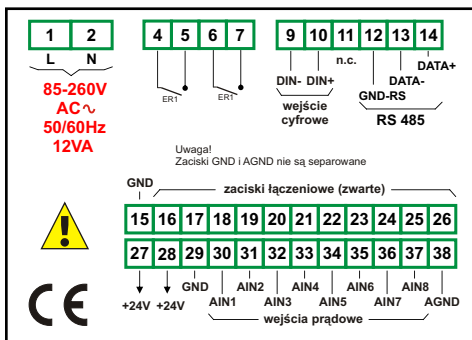 1 2 4 5 6 7 9 10 11 12 13 14
L N
n.c.
DATA+
DIN- DIN+
DATA-
GND-RS
ER1 ER1
85-260V
AC∿
50/60Hz
12VA
wejście
cyfrowe
RS 485
Uwaga!
Zaciski GND i AGND nie są separowane
GND
zaciski łączeniowe (zwarte)
15 16 17 18 19 20 21 22 23 24 25 26
27 28 29 30 31 32 33 34 35 36 37 38
GND AIN2 AIN4 AIN6 AIN8
+24V +24V AIN1 AIN3 AIN5 AIN7 AGND
wejścia prądowe
CE